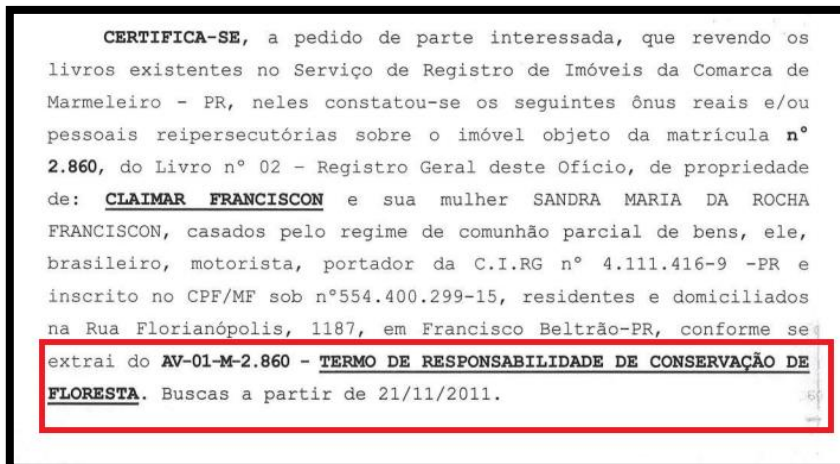 CERTIFICA-SE, a pedido de parte interessada, que revendo os
livros existentes no Serviço de Registro de Imóveis da Comarca de
Marmeleiro - PR, neles constatou-se os seguintes ônus reais e/ou
pessoais reipersecutórias sobre o imóvel objeto da matrícula nº
2.860, do Livro nº 02 - Registro Geral deste Ofício, de propriedade
de: CLAIMAR FRANCISCON e sua mulher SANDRA MARIA DA ROCHA
FRANCISCON, casados pelo regime de comunhão parcial de bens, ele,
brasileiro, motorista, portador da C.I.RG nº 4.111.416-9 -PR e
inscrito no CPF/MF sob nº554.400.299-15, residentes e domiciliados
na Rua Florianópolis, 1187, em Francisco Beltrão-PR, conforme se
extrai do AV-01-M-2.860 - TERMO DE RESPONSABILIDADE DE CONSERVAÇÃO DE
FLORESTA. Buscas a partir de 21/11/2011.